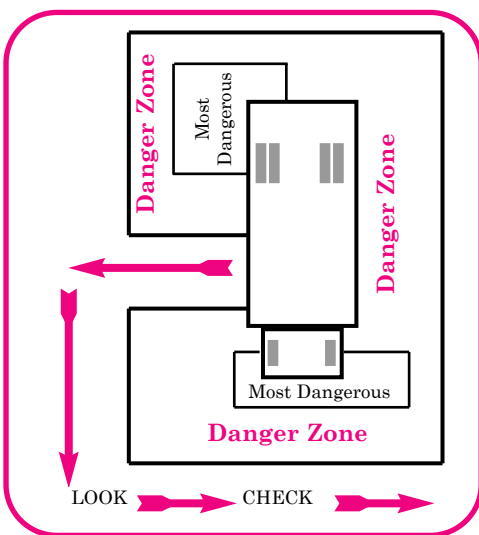 Danger Zone
Most
Dangerous
Danger Zone
Most Dangerous
Danger Zone
LOOK
CHECK